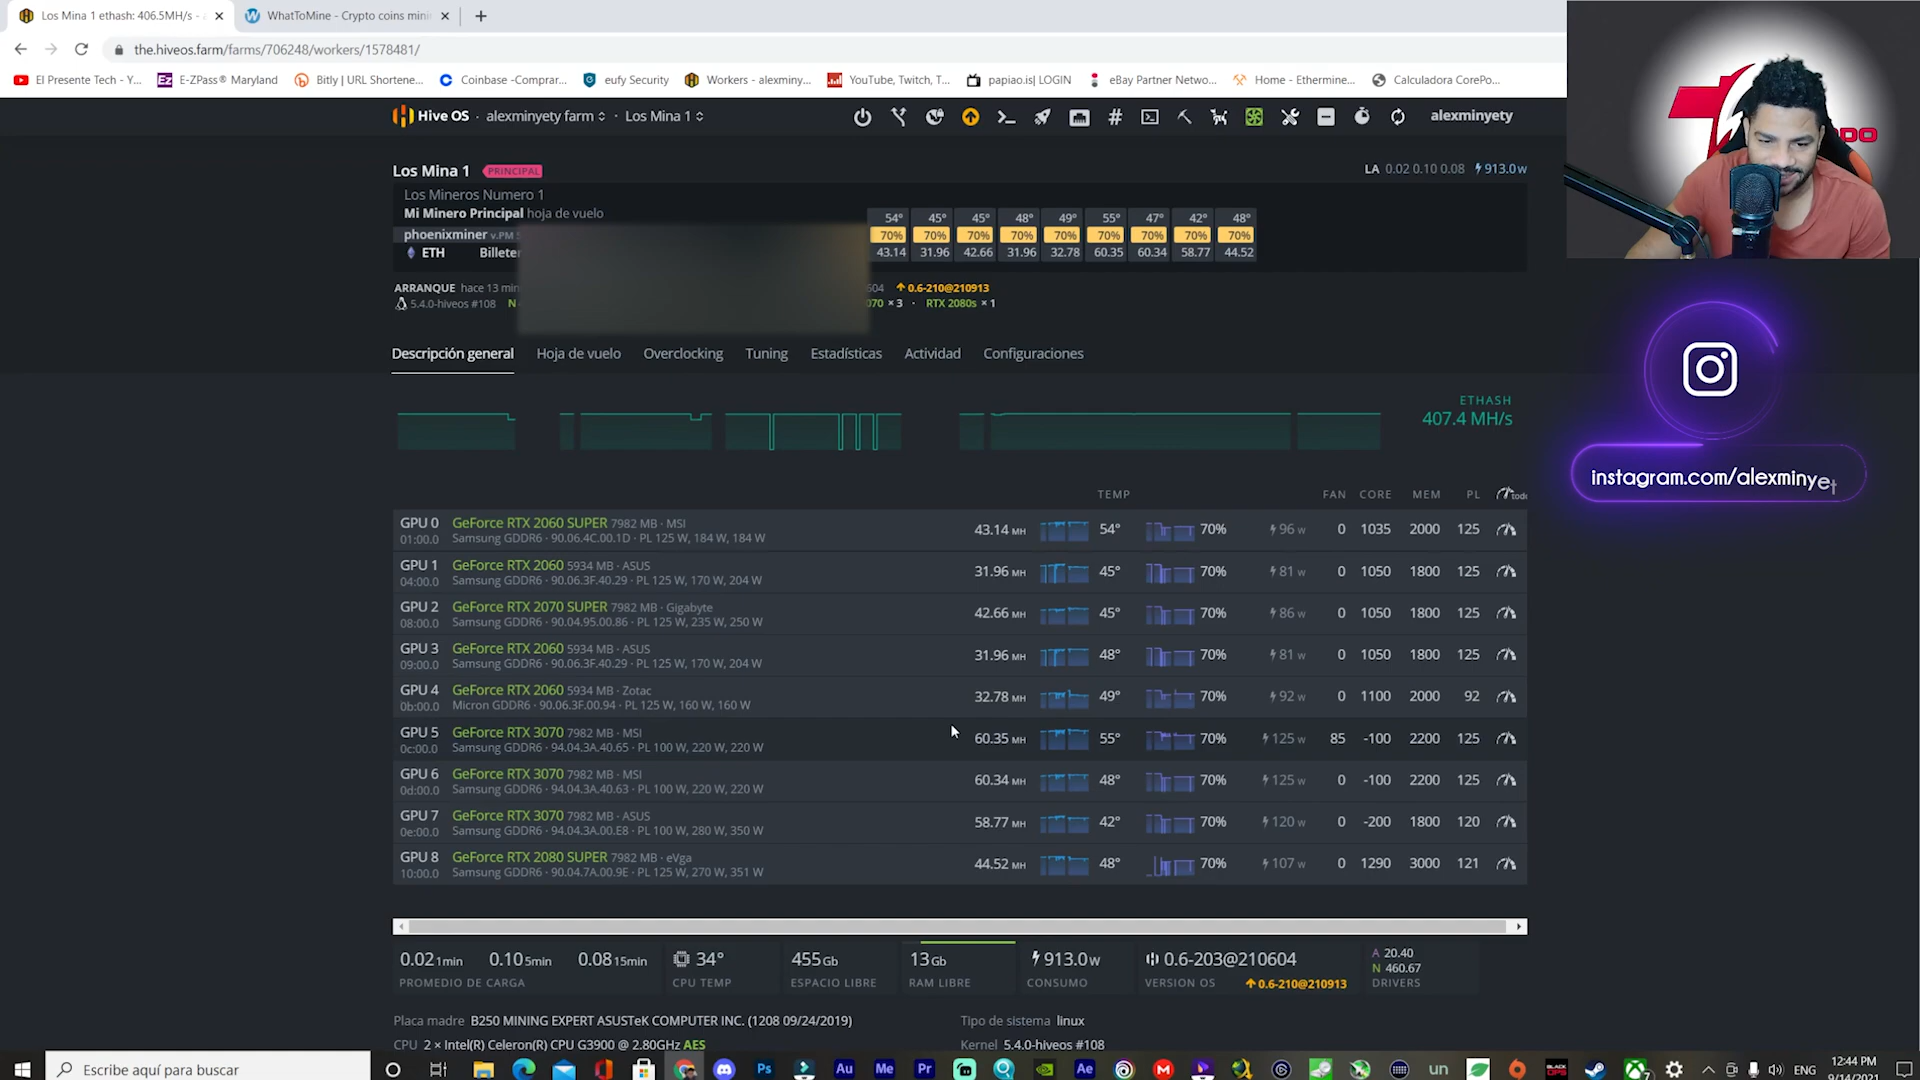 Los Mina 1 ethash: 406.5MH/s -
WhatToMine - Crypto coins mini
the.hiveos.farm/farms/706248/workers/1578481/
El Presente Tech - Y...
E-ZPass® Maryland
Bitly | URL Shortene...
Coinbase -Comprar...
eufy Security
Workers - alexminy...
YouTube, Twitch, T...
papiao.is| LOGIN
eBay Partner Netwo...
Home - Ethermine...
Calculadora CorePo...
Hive OS · alexminyety farm · Los Mina 1
alexminyety
Los Mina 1 PRINCIPAL
LA 0.02 0.10 0.08 913.0w
Los Mineros Numero 1
Mi Minero Principal hoja de vuelo
54° 45° 45° 48° 49° 55° 47° 42° 48°
phoenixminer v.PM
70% 70% 70% 70% 70% 70% 70% 70% 70%
ETH Billeter
43.14 31.96 42.66 31.96 32.78 60.35 60.34 58.77 44.52
ARRANQUE hace 13 min
604 0.6-210@210913
5.4.0-hiveos #108 N
070 ×3 · RTX 2080s ×1
Descripción general
Hoja de vuelo
Overclocking
Tuning
Estadísticas
Actividad
Configuraciones
ETHASH
407.4 MH/s
TEMP FAN CORE MEM PL todo
GPU 0 GeForce RTX 2060 SUPER 7982 MB · MSI 43.14 MH 54° 70% 96 w 0 1035 2000 125
01:00.0 Samsung GDDR6 · 90.06.4C.00.1D · PL 125 W, 184 W, 184 W
GPU 1 GeForce RTX 2060 5934 MB · ASUS 31.96 MH 45° 70% 81 w 0 1050 1800 125
04:00.0 Samsung GDDR6 · 90.06.3F.40.29 · PL 125 W, 170 W, 204 W
GPU 2 GeForce RTX 2070 SUPER 7982 MB · Gigabyte 42.66 MH 45° 70% 86 w 0 1050 1800 125
08:00.0 Samsung GDDR6 · 90.04.95.00.86 · PL 125 W, 235 W, 250 W
GPU 3 GeForce RTX 2060 5934 MB · ASUS 31.96 MH 48° 70% 81 w 0 1050 1800 125
09:00.0 Samsung GDDR6 · 90.06.3F.40.29 · PL 125 W, 170 W, 204 W
GPU 4 GeForce RTX 2060 5934 MB · Zotac 32.78 MH 49° 70% 92 w 0 1100 2000 92
0b:00.0 Micron GDDR6 · 90.06.3F.00.94 · PL 125 W, 160 W, 160 W
GPU 5 GeForce RTX 3070 7982 MB · MSI 60.35 MH 55° 70% 125 w 85 -100 2200 125
0c:00.0 Samsung GDDR6 · 94.04.3A.40.65 · PL 100 W, 220 W, 220 W
GPU 6 GeForce RTX 3070 7982 MB · MSI 60.34 MH 48° 70% 125 w 0 -100 2200 125
0d:00.0 Samsung GDDR6 · 94.04.3A.40.63 · PL 100 W, 220 W, 220 W
GPU 7 GeForce RTX 3070 7982 MB · ASUS 58.77 MH 42° 70% 120 w 0 -200 1800 120
0e:00.0 Samsung GDDR6 · 94.04.3A.00.E8 · PL 100 W, 280 W, 350 W
GPU 8 GeForce RTX 2080 SUPER 7982 MB · eVga 44.52 MH 48° 70% 107 w 0 1290 3000 121
10:00.0 Samsung GDDR6 · 90.04.7A.00.9E · PL 125 W, 270 W, 351 W
instagram.com/alexminyet
0.02 1min 0.10 5min 0.08 15min
PROMEDIO DE CARGA
34°
CPU TEMP
455Gb
ESPACIO LIBRE
13Gb
RAM LIBRE
913.0w
CONSUMO
0.6-203@210604
VERSION OS 0.6-210@210913
A 20.40
N 460.67
DRIVERS
Placa madre B250 MINING EXPERT ASUSTeK COMPUTER INC. (1208 09/24/2019)
Tipo de sistema linux
CPU 2 × Intel(R) Celeron(R) CPU G3900 @ 2.80GHz AES
Kernel 5.4.0-hiveos #108
Escribe aquí para buscar
ENG
12:44 PM
9/14/2021